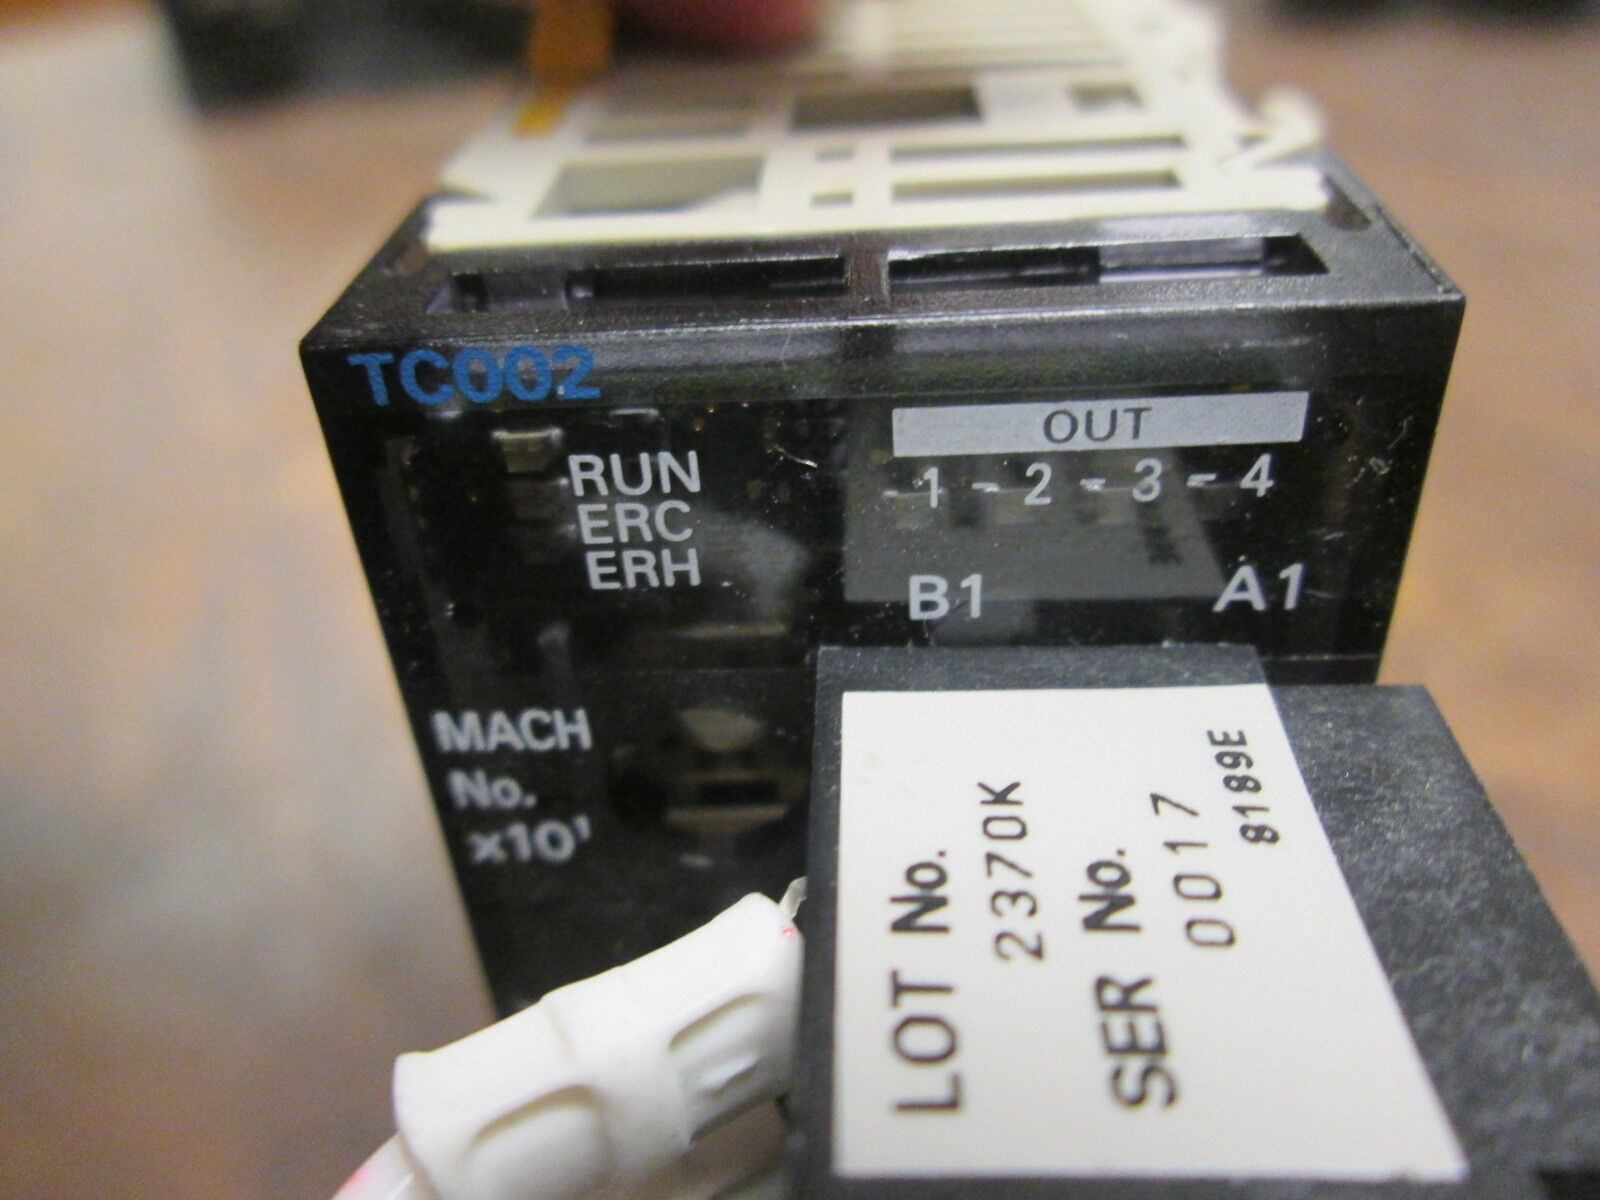 TC002
RUN
ERC
ERH
OUT
1 - 2 - 3 - 4
B1 A1
MACH
No.
x10¹
LOT No.
2370K
SER No.
0017
8189E